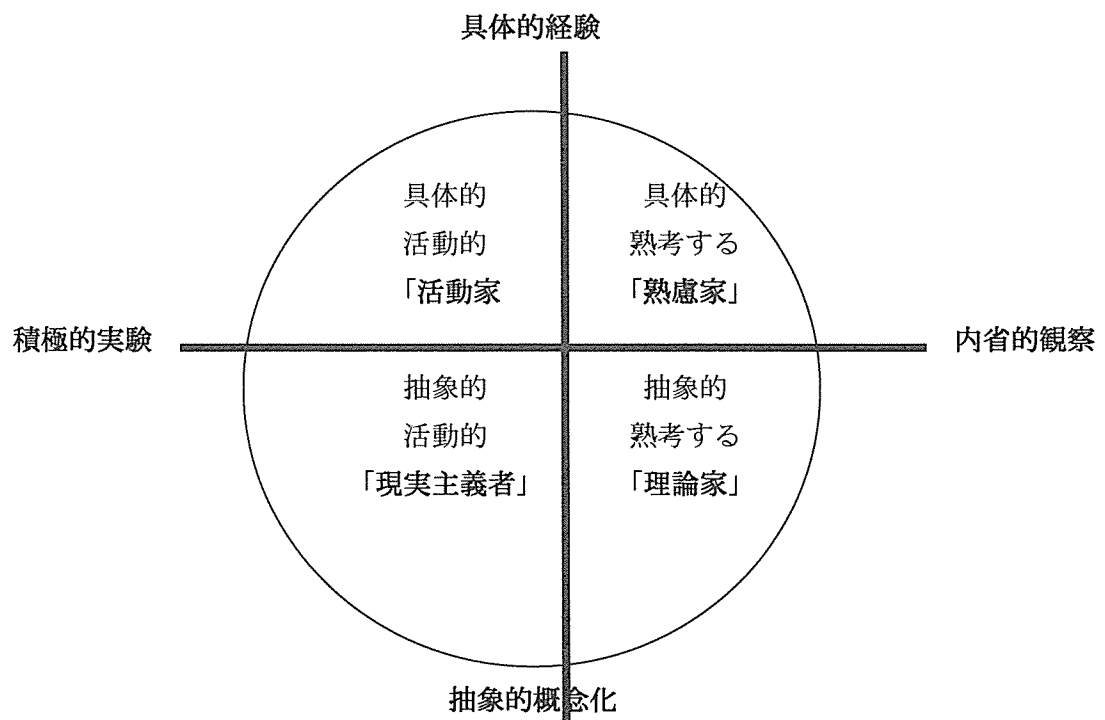 具体的経験
具体的
活動的
「活動家
具体的
熟考する
「熟慮家」
積極的実験
内省的観察
抽象的
活動的
「現実主義者」
抽象的
熟考する
「理論家」
抽象的概念化